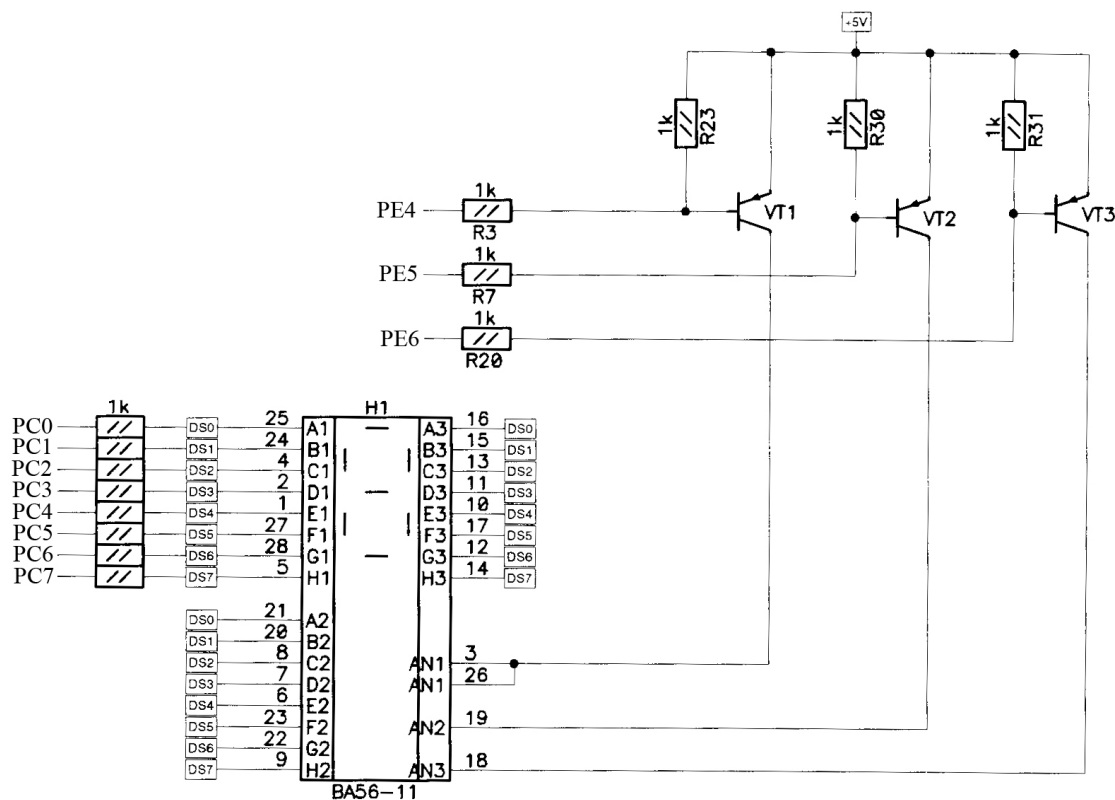 +5V
1k
R23
1k
R30
1k
R31
PE4
1k
R3
VT1
VT2
VT3
PE5
1k
R7
PE6
1k
R20
1k
H1
PC0 DS0 25 A1 A3 16 DS0
PC1 DS1 24 B1 B3 15 DS1
PC2 DS2 4 C1 C3 13 DS2
PC3 DS3 2 D1 D3 11 DS3
PC4 DS4 1 E1 E3 10 DS4
PC5 DS5 27 F1 F3 17 DS5
PC6 DS6 28 G1 G3 12 DS6
PC7 DS7 5 H1 H3 14 DS7
DS0 21 A2
DS1 20 B2
DS2 8 C2 AN1 3
DS3 7 D2 AN1 26
DS4 6 E2
DS5 23 F2 AN2 19
DS6 22 G2
DS7 9 H2 AN3 18
BA56-11